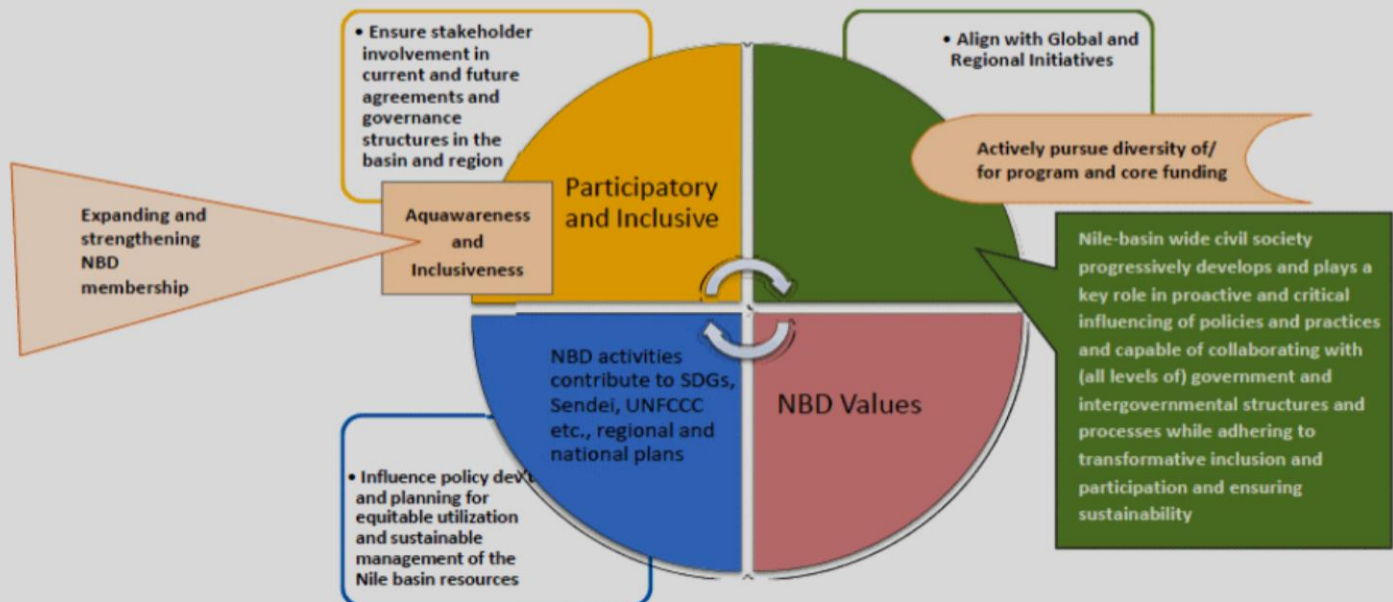 • Ensure stakeholder
involvement in
current and future
agreements and
governance
structures in the
basin and region
• Align with Global and
Regional Initiatives
Actively pursue diversity of/
for program and core funding
Expanding and
strengthening
NBD
membership
Aquawareness
and
Inclusiveness
Participatory
and Inclusive
Nile-basin wide civil society
progressively develops and plays a
key role in proactive and critical
influencing of policies and practices
and capable of collaborating with
(all levels of) government and
intergovernmental structures and
processes while adhering to
transformative inclusion and
participation and ensuring
sustainability
NBD activities
contribute to SDGs,
Sendei, UNFCCC
etc., regional and
national plans
NBD Values
• Influence policy dev't
and planning for
equitable utilization
and sustainable
management of the
Nile basin resources